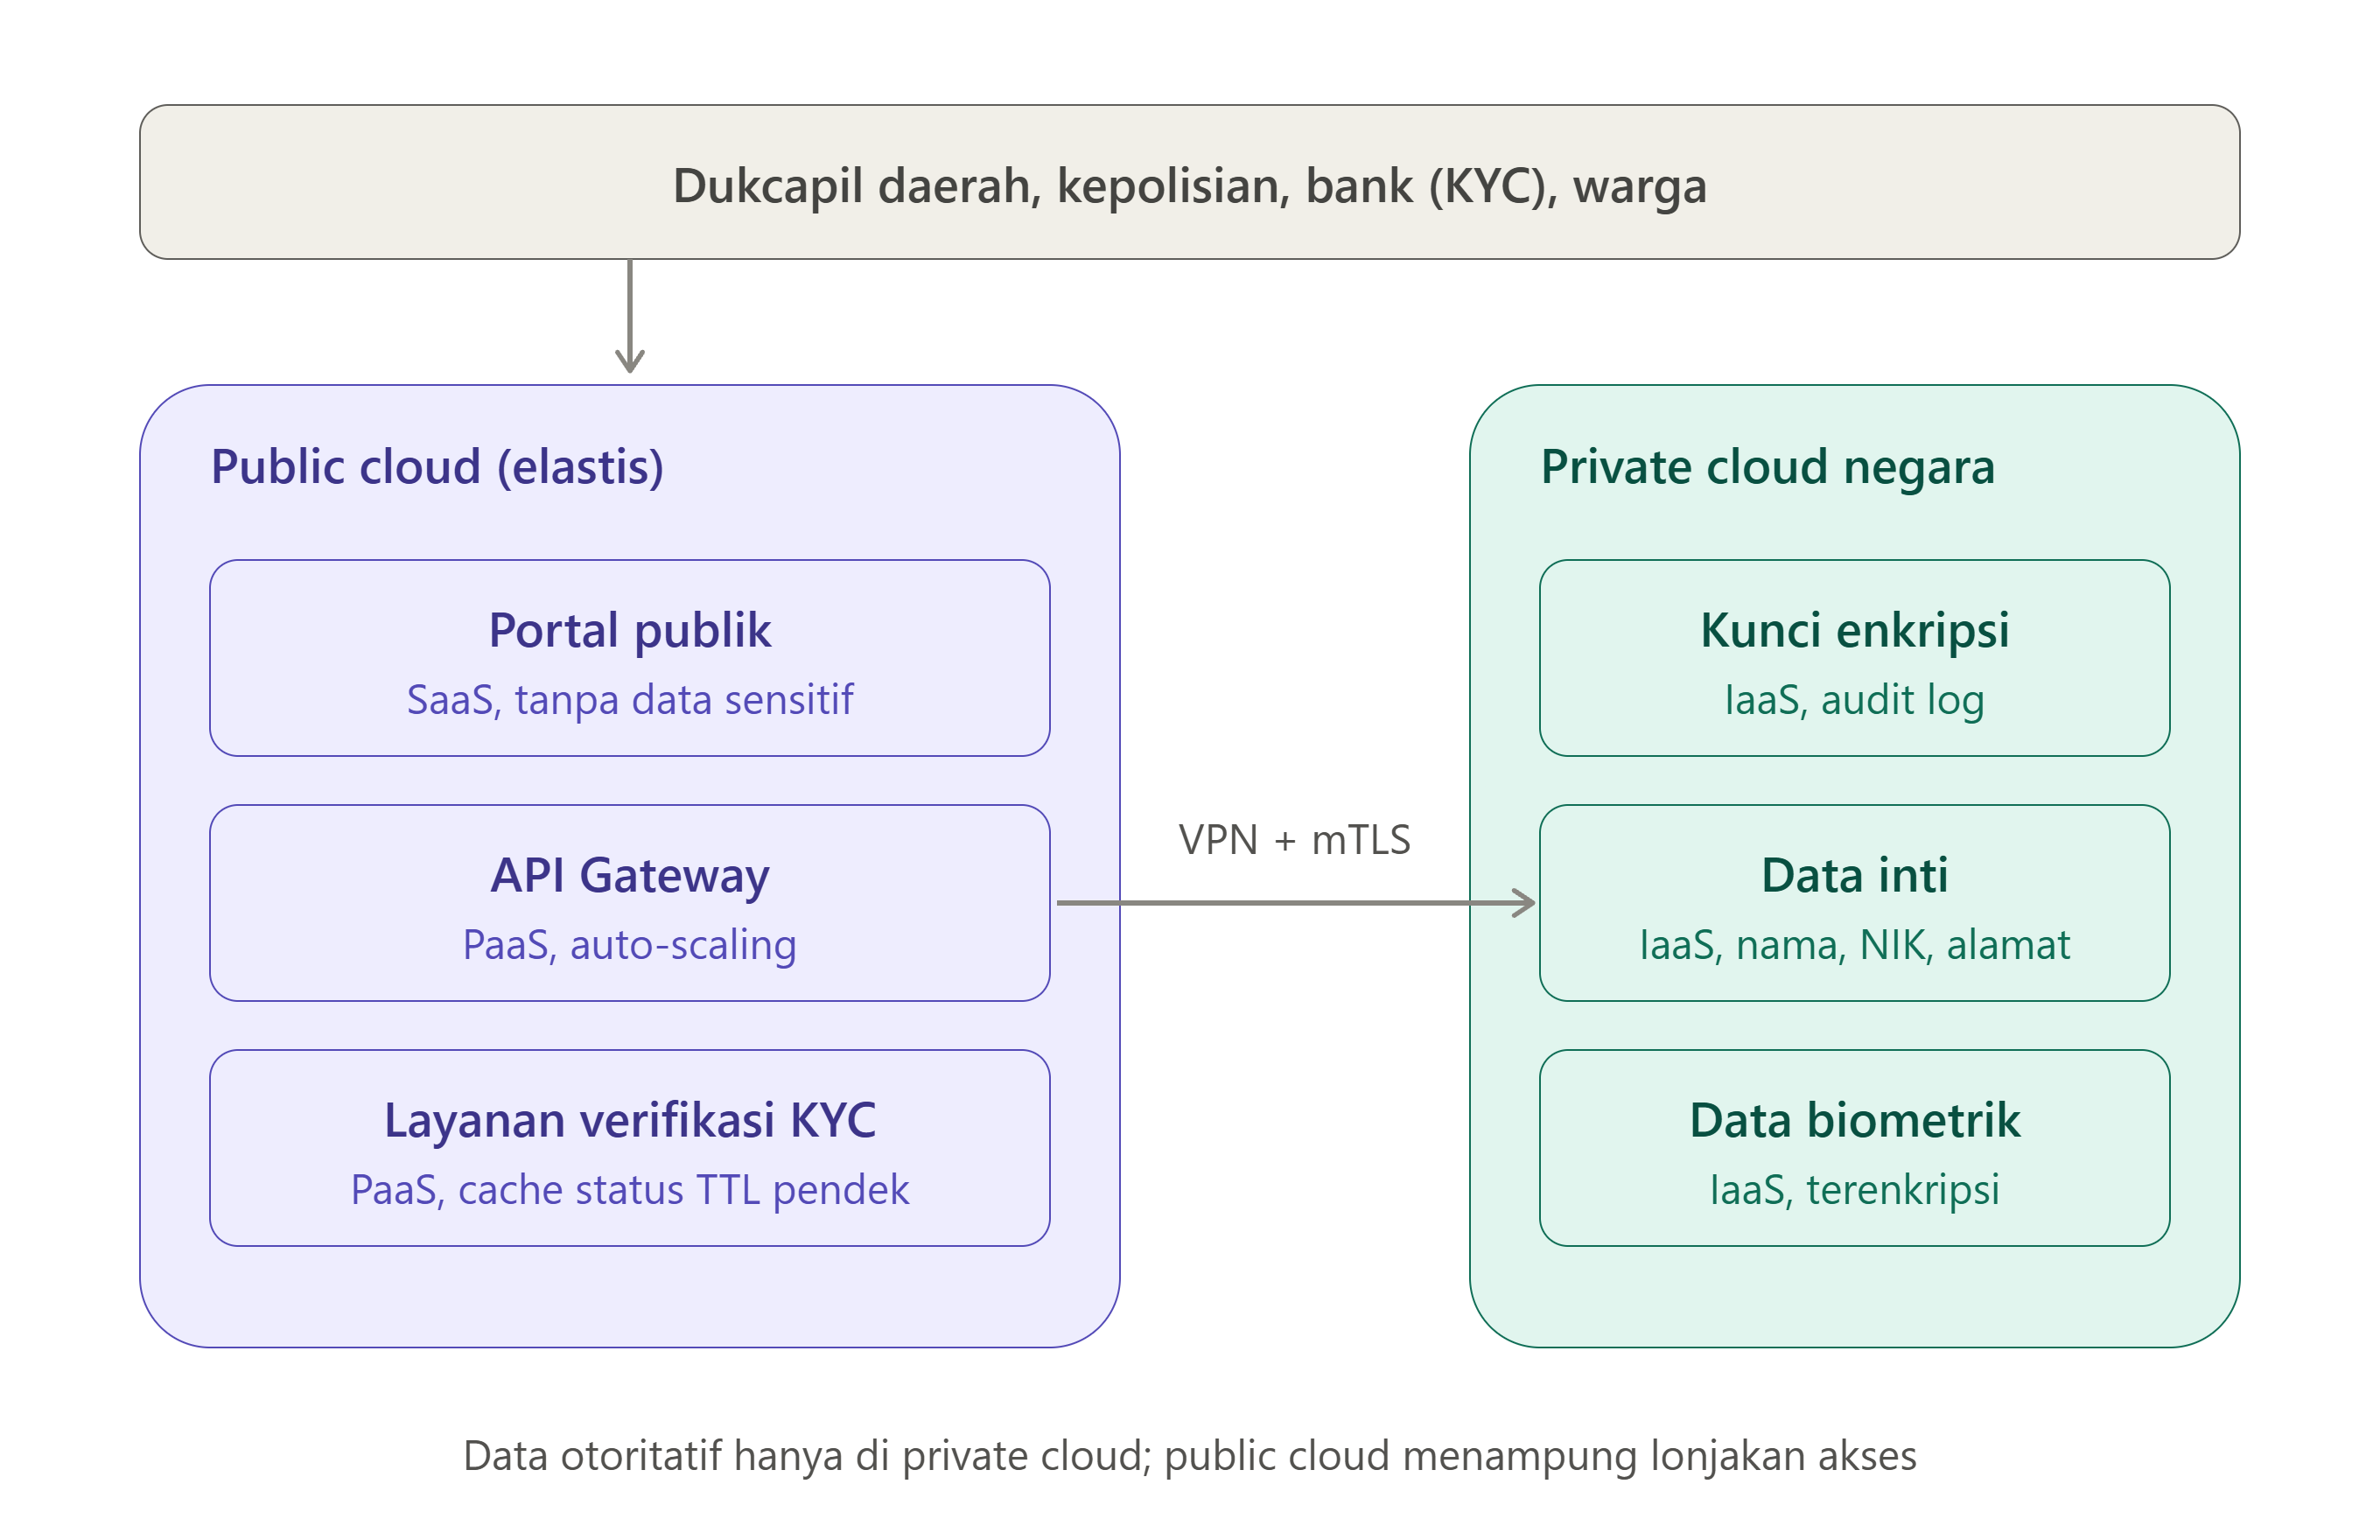 Dukcapil daerah, kepolisian, bank (KYC), warga
Public cloud (elastis)
Portal publik
SaaS, tanpa data sensitif
API Gateway
PaaS, auto-scaling
Layanan verifikasi KYC
PaaS, cache status TTL pendek
VPN + mTLS
Private cloud negara
Kunci enkripsi
IaaS, audit log
Data inti
IaaS, nama, NIK, alamat
Data biometrik
IaaS, terenkripsi
Data otoritatif hanya di private cloud; public cloud menampung lonjakan akses